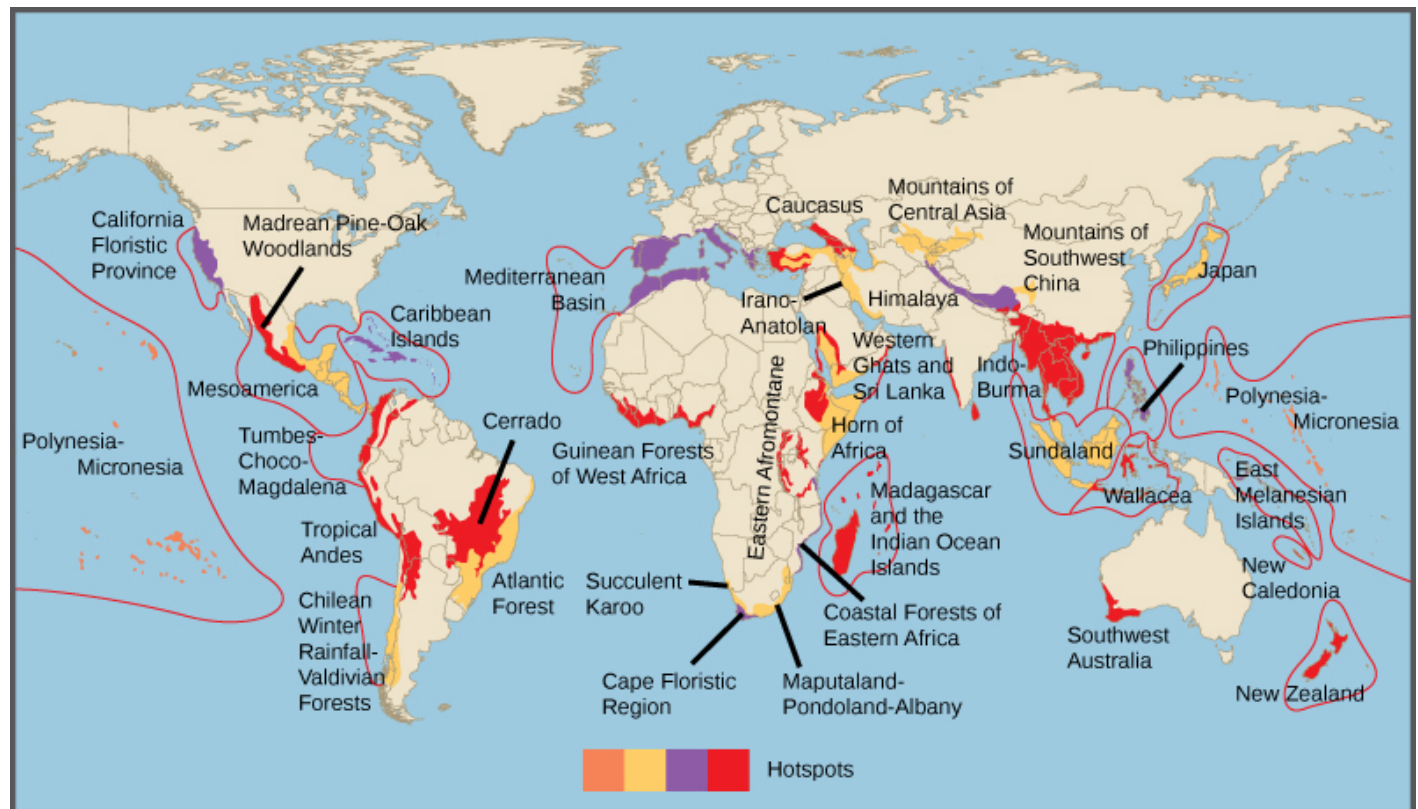 California
Floristic
Province
Madrean Pine-Oak
Woodlands
Caribbean
Islands
Mesoamerica
Polynesia-
Micronesia
Tumbes-
Choco-
Magdalena
Cerrado
Tropical
Andes
Atlantic
Forest
Chilean
Winter
Rainfall-
Valdivian
Forests
Mediterranean
Basin
Caucasus
Mountains of
Central Asia
Mountains of
Southwest
China
Japan
Irano-
Anatolan
Himalaya
Western
Ghats and
Sri Lanka
Indo-
Burma
Philippines
Polynesia-
Micronesia
Guinean Forests
of West Africa
Eastern Afromontane
Horn of
Africa
Sundaland
Wallacea
East
Melanesian
Islands
Madagascar
and the
Indian Ocean
Islands
New
Caledonia
Succulent
Karoo
Coastal Forests of
Eastern Africa
Southwest
Australia
Cape Floristic
Region
Maputaland-
Pondoland-Albany
New Zealand
Hotspots